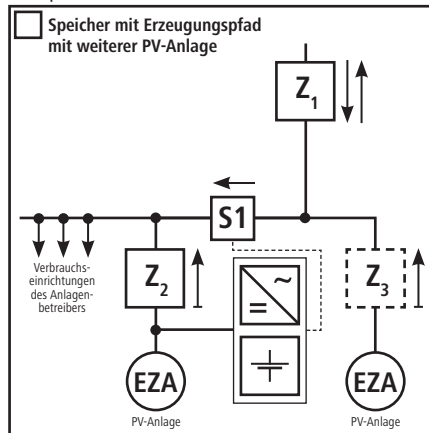 Speicher mit Erzeugungspfad
mit weiterer PV-Anlage
Z1
S1
Verbrauchs-
einrichtungen
des Anlagen-
betreibers
Z2
~
=
Z3
EZA
EZA
PV-Anlage
PV-Anlage